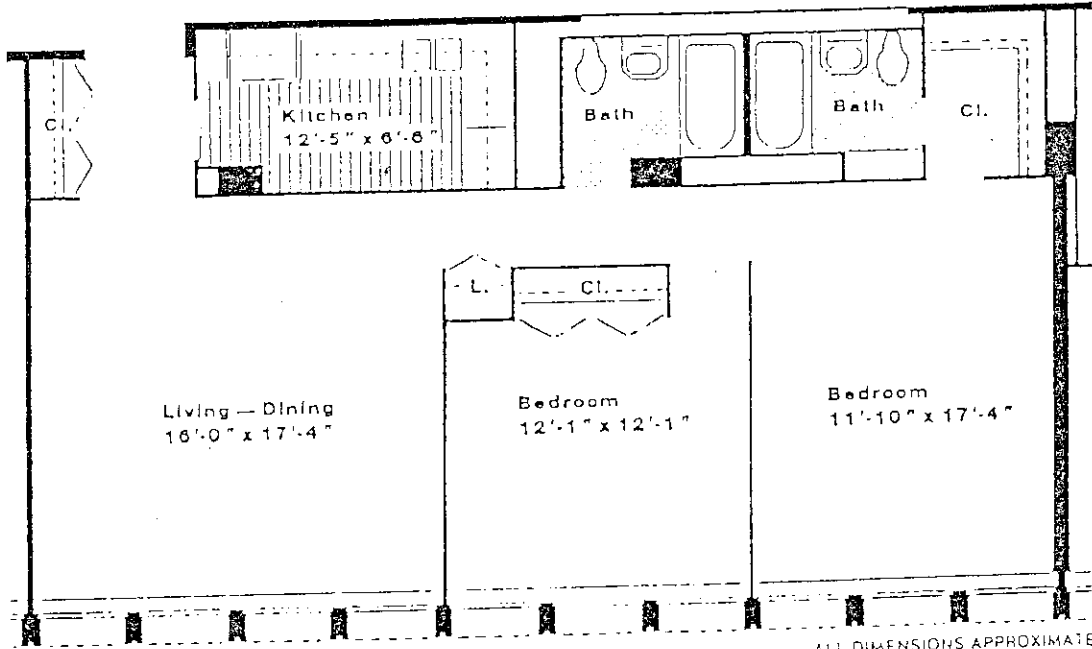 Cl.
Kitchen
12'-5" x 6'-6"
Bath
Bath
Cl.
L.
Cl.
Living — Dining
16'-0" x 17'-4"
Bedroom
12'-1" x 12'-1"
Bedroom
11'-10" x 17'-4"
ALL DIMENSIONS APPROXIMATE